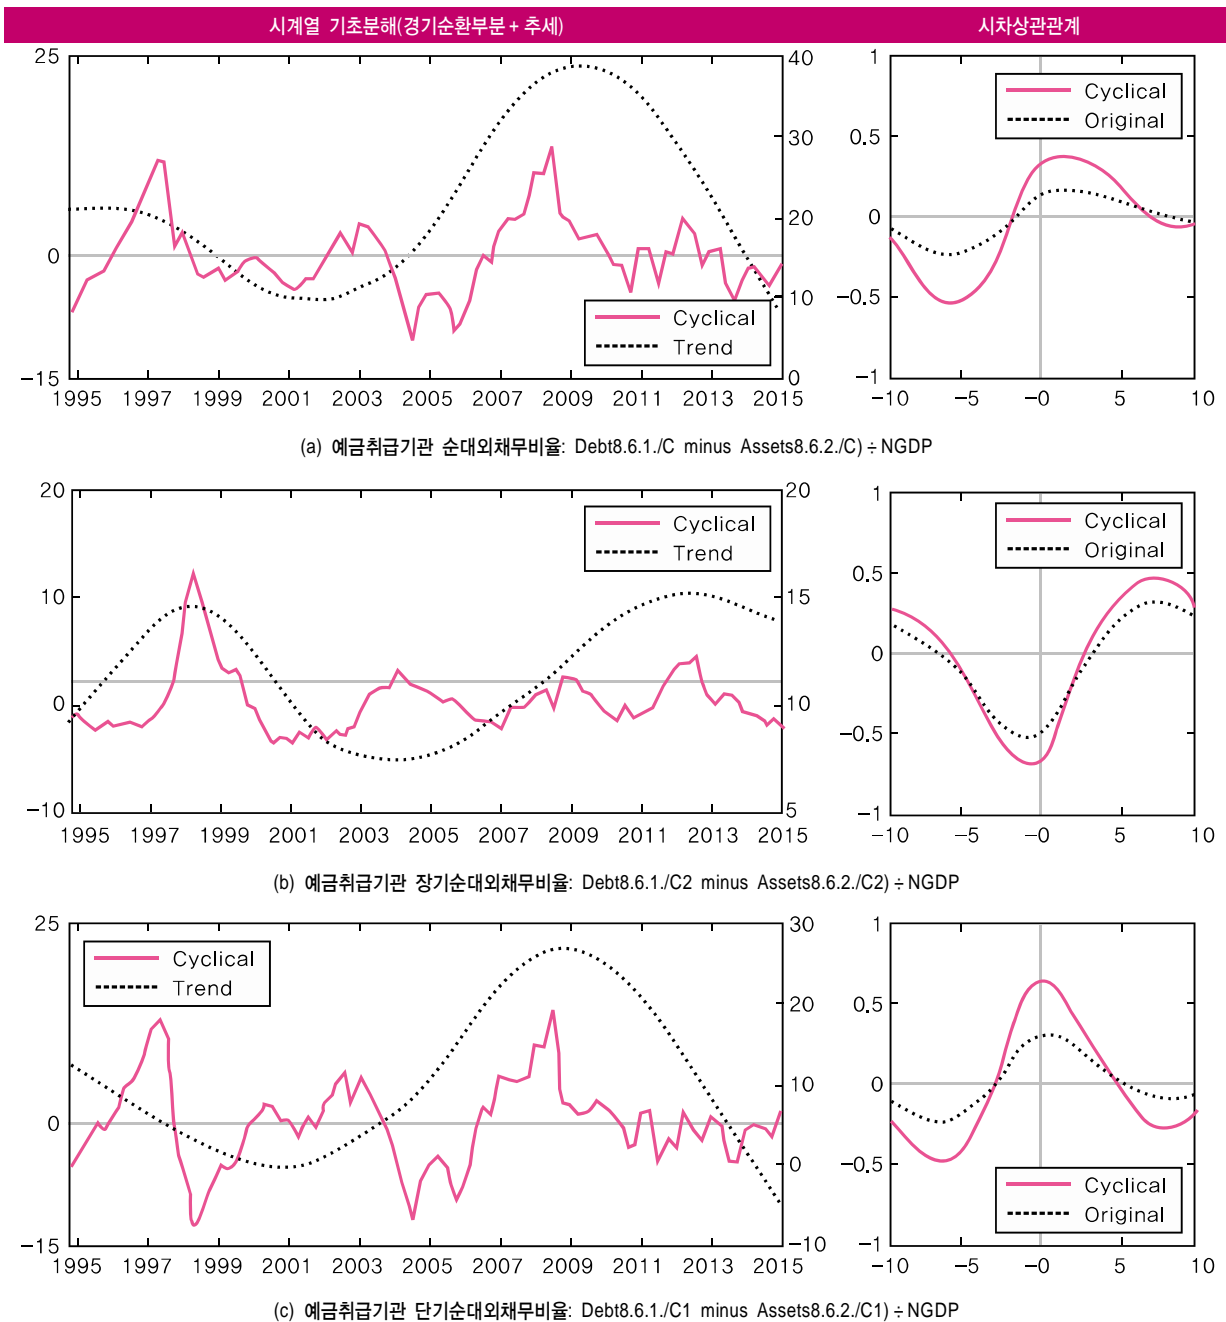 시계열 기초분해(경기순환부분 + 추세)
시차상관관계
25
0
-15
40
30
20
10
0
Cyclical
Trend
1995 1997 1999 2001 2003 2005 2007 2009 2011 2013 2015
1
0.5
0
-0.5
-1
Cyclical
Original
-10 -5 -0 5 10
(a) 예금취급기관 순대외채무비율: Debt8.6.1./C minus Assets8.6.2./C) ÷ NGDP
20
10
0
-10
20
15
10
5
Cyclical
Trend
1995 1997 1999 2001 2003 2005 2007 2009 2011 2013 2015
1
0.5
0
-0.5
-1
Cyclical
Original
-10 -5 -0 5 10
(b) 예금취급기관 장기순대외채무비율: Debt8.6.1./C2 minus Assets8.6.2./C2) ÷ NGDP
25
0
-15
30
20
10
0
-10
Cyclical
Trend
1995 1997 1999 2001 2003 2005 2007 2009 2011 2013 2015
1
0.5
0
-0.5
-1
Cyclical
Original
-10 -5 -0 5 10
(c) 예금취급기관 단기순대외채무비율: Debt8.6.1./C1 minus Assets8.6.2./C1) ÷ NGDP